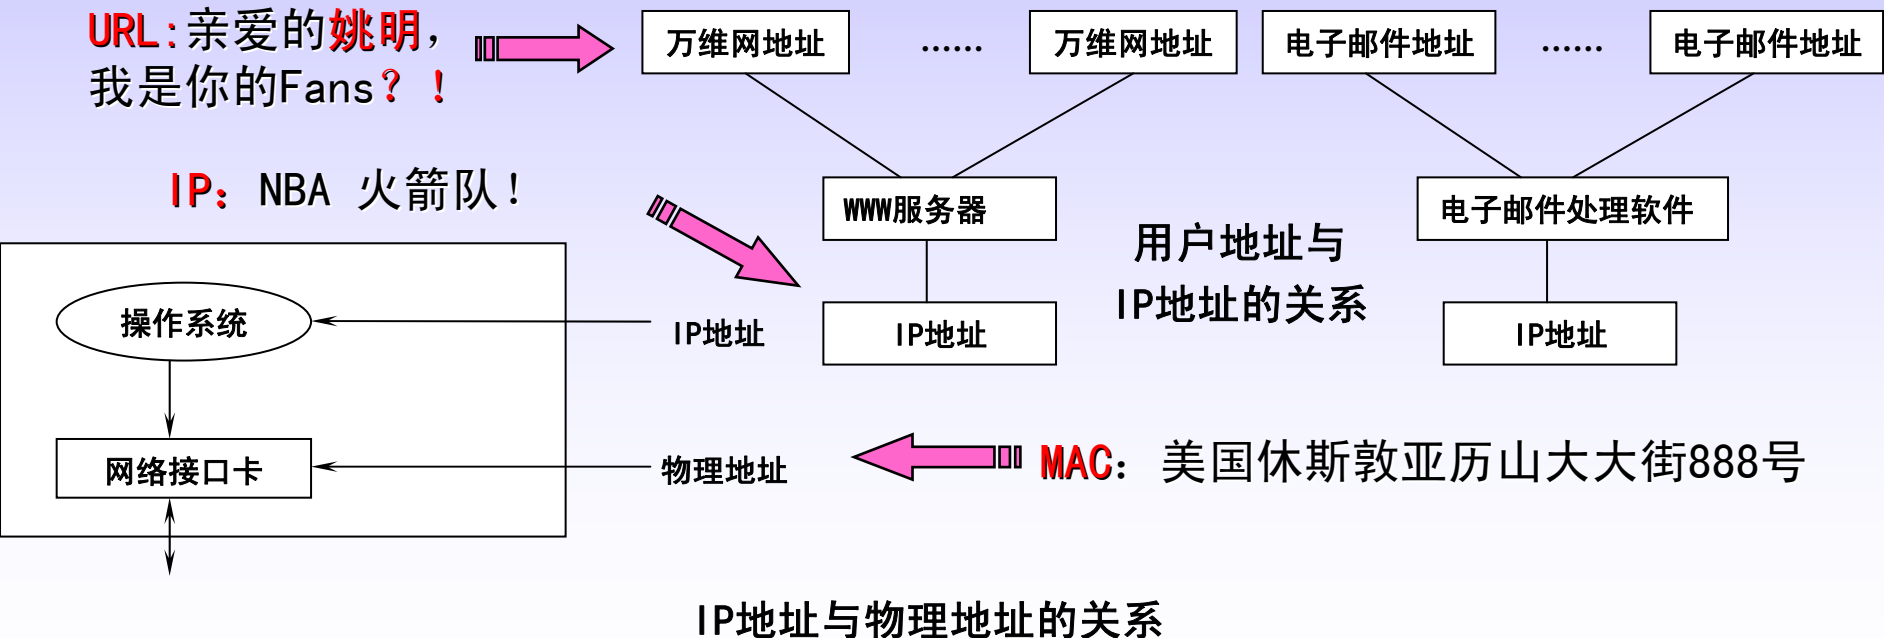 URL:亲爱的姚明，
我是你的Fans？！
万维网地址 …… 万维网地址 电子邮件地址 …… 电子邮件地址
IP：NBA 火箭队！
WWW服务器
电子邮件处理软件
用户地址与
IP地址的关系
操作系统
IP地址
IP地址
IP地址
网络接口卡
物理地址
MAC：美国休斯敦亚历山大大街888号
IP地址与物理地址的关系